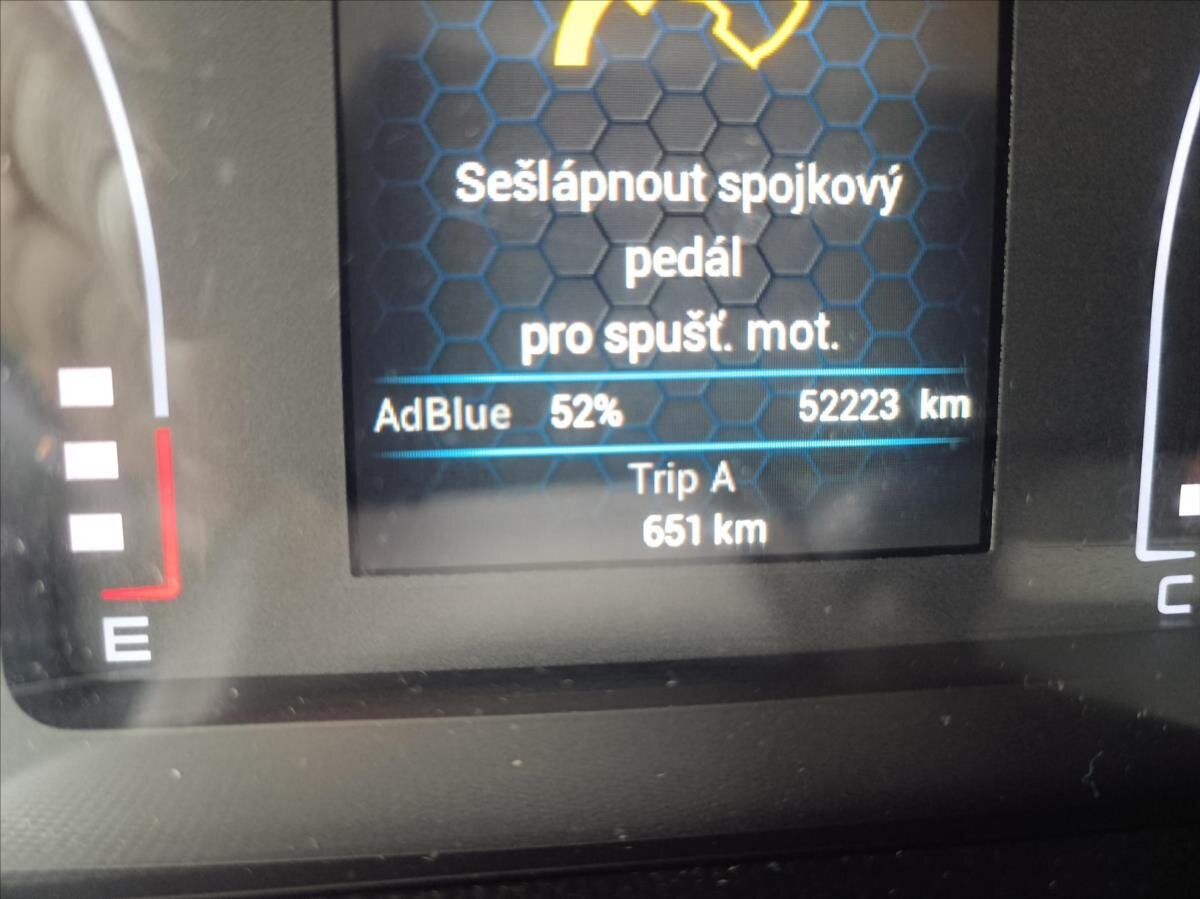 Sešlápnout spojkový
pedál
pro spušť. mot.
AdBlue 52% 52223 km
Trip A
651 km
E
C